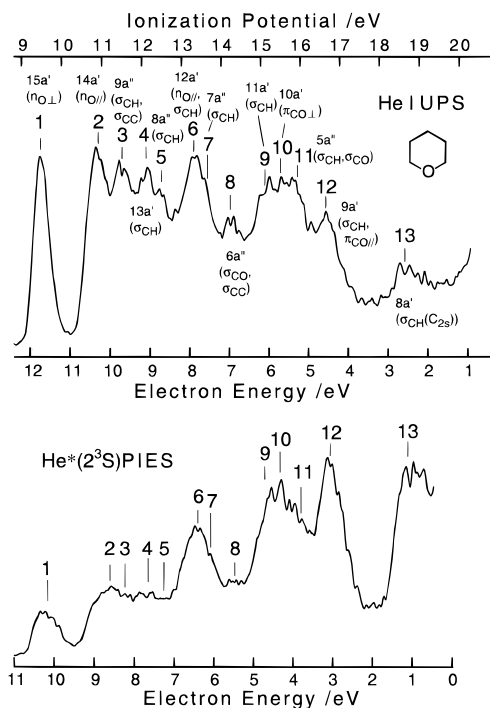 Ionization Potential /eV
9 10 11 12 13 14 15 16 17 18 19 20
15a' (nO⊥)
14a' (nO//)
9a" (σCH, σCC)
8a" (σCH)
12a' (nO//, σCH)
7a" (σCH)
11a' (σCH)
10a' (πCO⊥)
5a" (σCH,σCO)
He I UPS
1 2 3 4 5 6 7 8 9 10 11 12 13
O
13a' (σCH)
6a" (σCO, σCC)
9a' (σCH, πCO//)
8a' (σCH(C2s))
12 11 10 9 8 7 6 5 4 3 2 1
Electron Energy /eV
He*(2³S)PIES
1 2 3 4 5 6 7 8 9 10 11 12 13
11 10 9 8 7 6 5 4 3 2 1 0
Electron Energy /eV